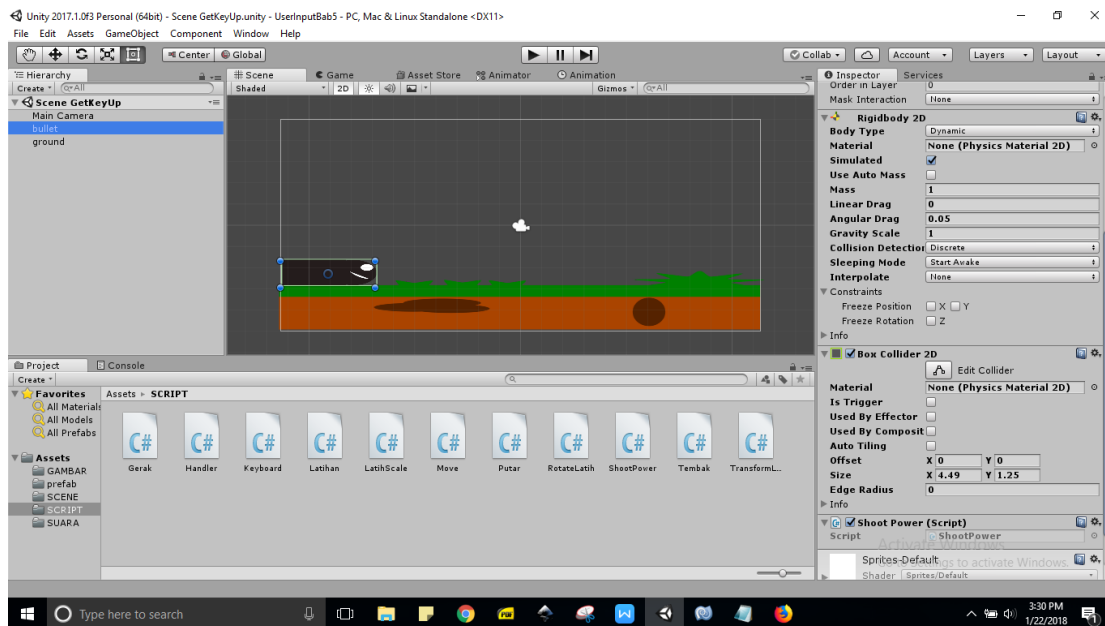 Unity 2017.1.0f3 Personal (64bit) - Scene GetKeyUp.unity - UserInputBab5 - PC, Mac & Linux Standalone <DX11>
File Edit Assets GameObject Component Window Help
Center Global Collab Account Layers Layout
Hierarchy
Create All
Scene GetKeyUp
Main Camera
bullet
ground
Scene Game Asset Store Animator Animation
Shaded 2D Gizmos All
Inspector Services
Order in Layer 0
Mask Interaction None
Rigidbody 2D
Body Type Dynamic
Material None (Physics Material 2D)
Simulated
Use Auto Mass
Mass 1
Linear Drag 0
Angular Drag 0.05
Gravity Scale 1
Collision Detection Discrete
Sleeping Mode Start Awake
Interpolate None
Constraints
Freeze Position X Y
Freeze Rotation Z
Info
Box Collider 2D
Edit Collider
Material None (Physics Material 2D)
Is Trigger
Used By Effector
Used By Composit
Auto Tiling
Offset X 0 Y 0
Size X 4.49 Y 1.25
Edge Radius 0
Info
Shoot Power (Script)
Script ShootPower
Activate Windows
Sprites-Default
to activate Windows.
Shader Sprites/Default
Project Console
Create
Favorites
All Materials
All Models
All Prefabs
Assets
GAMBAR
prefab
SCENE
SCRIPT
SUARA
Assets ▸ SCRIPT
C# C# C# C# C# C# C# C# C# C# C#
Gerak Handler Keyboard Latihan LatihScale Move Putar RotateLatih ShootPower Tembak TransformL...
Type here to search
3:30 PM
1/22/2018